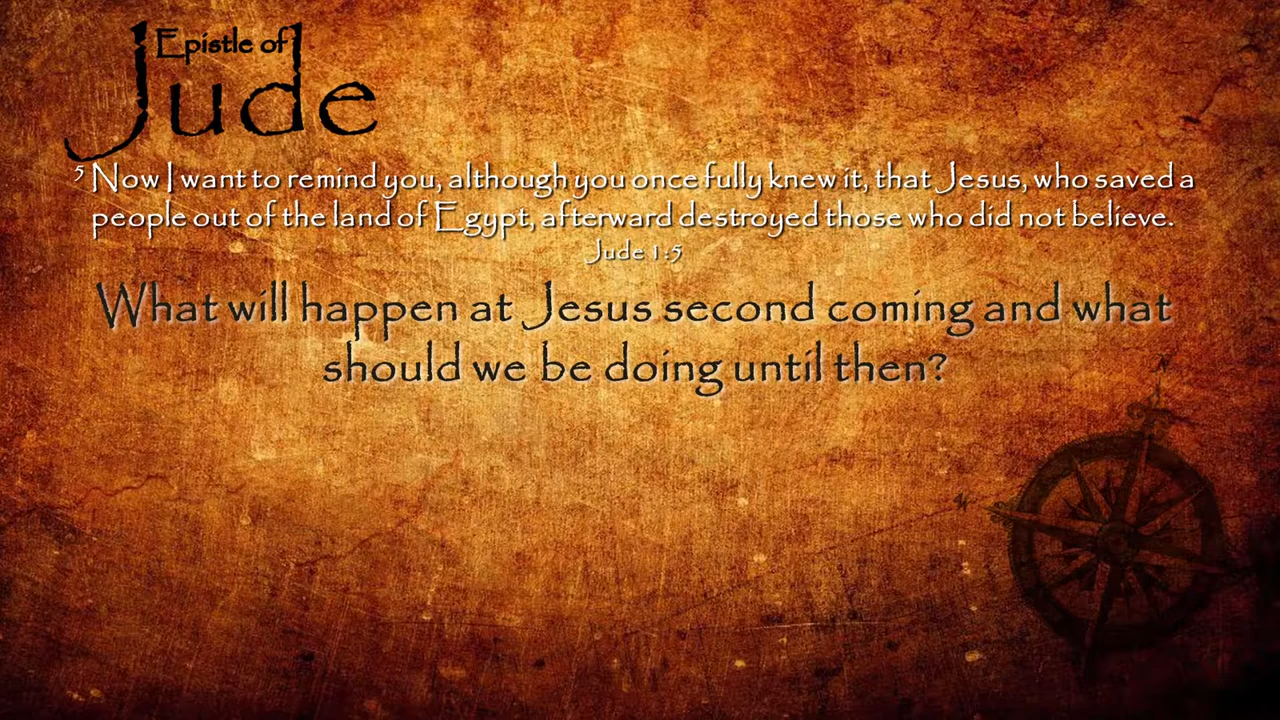 Epistle of
Jude
5 Now I want to remind you, although you once fully knew it, that Jesus, who saved a
people out of the land of Egypt, afterward destroyed those who did not believe.
Jude 1:5
What will happen at Jesus second coming and what
should we be doing until then?
N
W